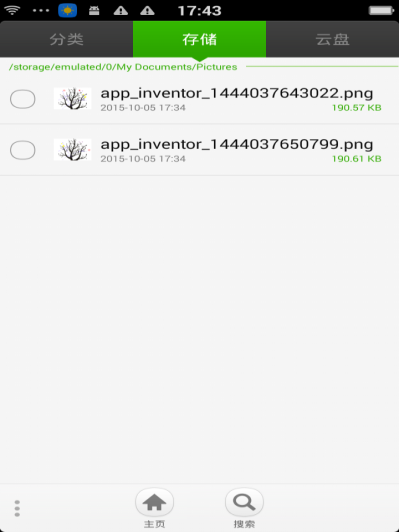 17:43
分类 存储 云盘
/storage/emulated/0/My Documents/Pictures
app_inventor_1444037643022.png
2015-10-05 17:34 190.57 KB
app_inventor_1444037650799.png
2015-10-05 17:34 190.61 KB
主页 搜索